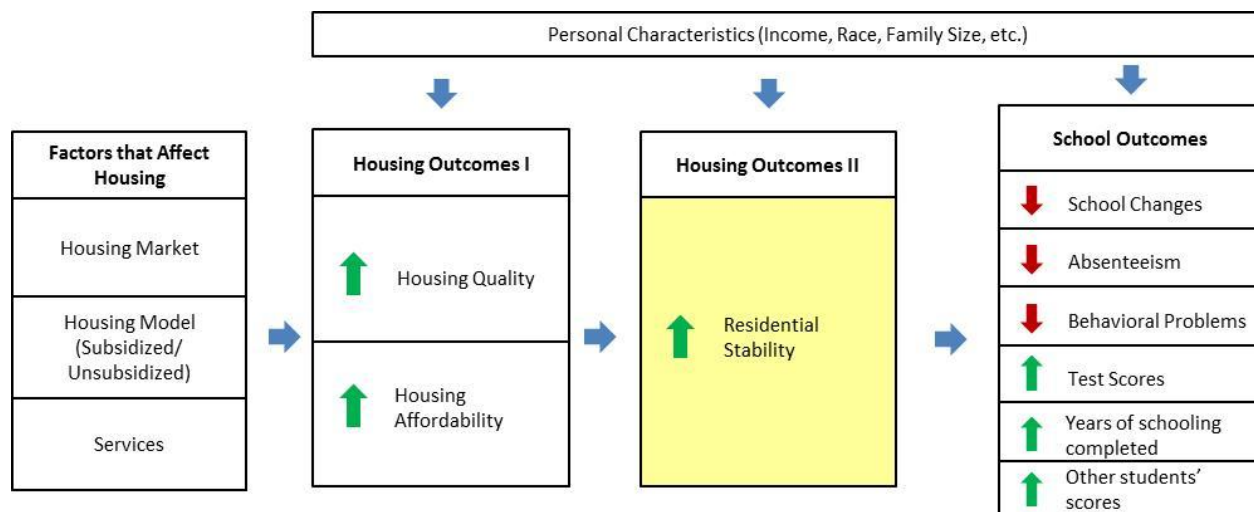 Personal Characteristics (Income, Race, Family Size, etc.)
Factors that Affect
Housing
Housing Market
Housing Model
(Subsidized/
Unsubsidized)
Services
Housing Outcomes I
Housing Quality
Housing
Affordability
Housing Outcomes II
Residential
Stability
School Outcomes
School Changes
Absenteeism
Behavioral Problems
Test Scores
Years of schooling
completed
Other students’
scores